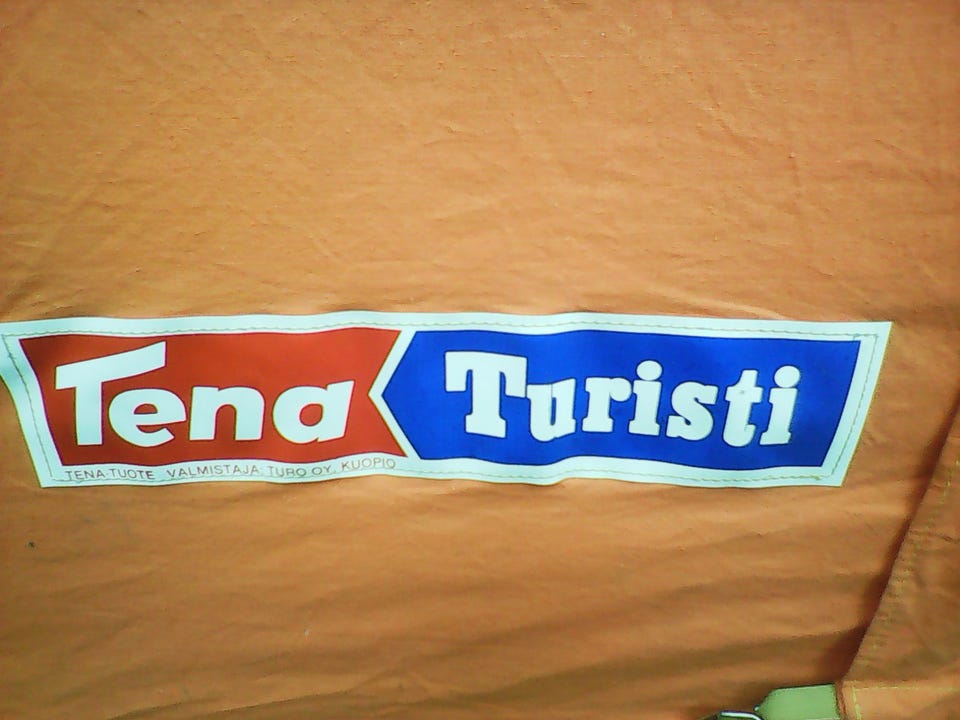 Tena Turisti
TENA-TUOTE VALMISTAJA: TURO OY, KUOPIO